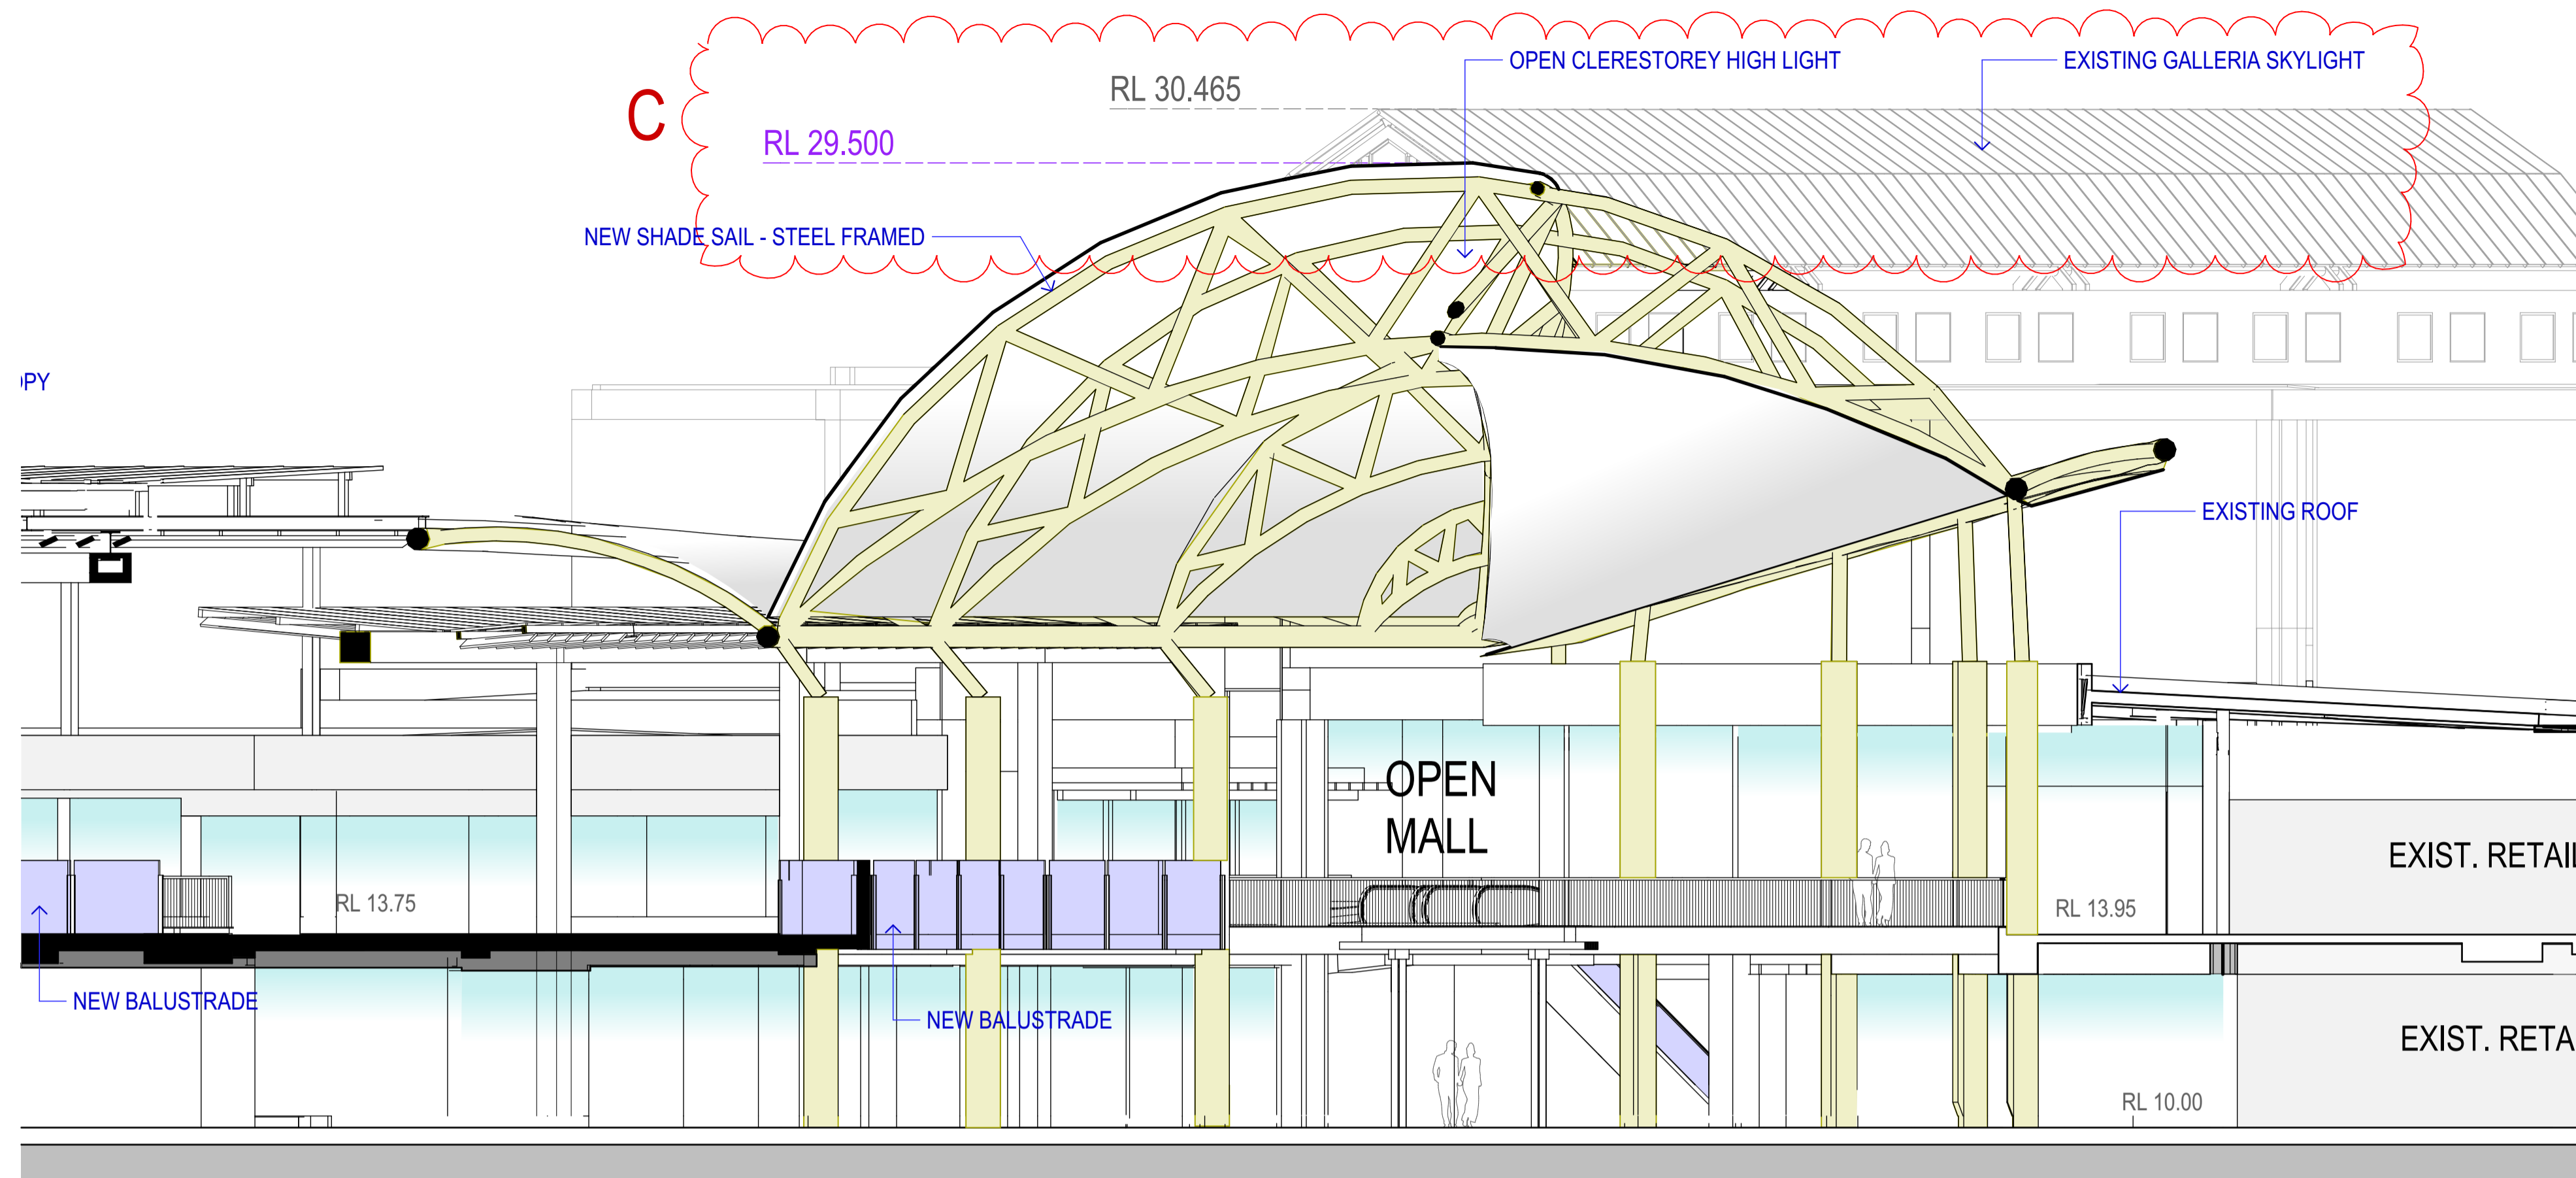 OPEN CLERESTOREY HIGH LIGHT
EXISTING GALLERIA SKYLIGHT
RL 30.465
C
RL 29.500
NEW SHADE SAIL - STEEL FRAMED
PY
EXISTING ROOF
OPEN
MALL
EXIST. RETAIL
RL 13.75
RL 13.95
NEW BALUSTRADE
NEW BALUSTRADE
EXIST. RETA
RL 10.00